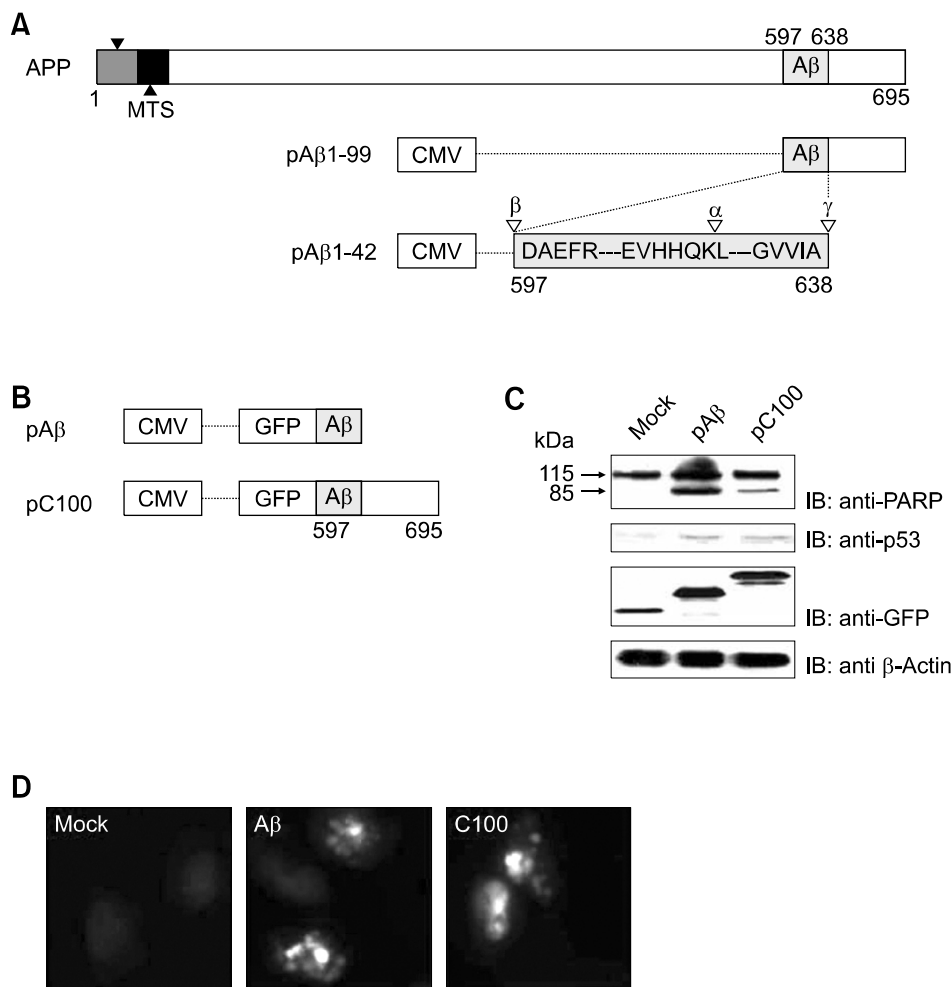 A
597 638
APP
Aβ
1
MTS
695
pAβ1-99
CMV
Aβ
β
α
γ
pAβ1-42
CMV
DAEFR---EVHHQKL---GVVIA
597
638
B
pAβ
CMV
GFP
Aβ
pC100
CMV
GFP
Aβ
597
695
C
kDa
Mock
pAβ
pC100
115
85
IB: anti-PARP
IB: anti-p53
IB: anti-GFP
IB: anti β-Actin
D
Mock
Aβ
C100